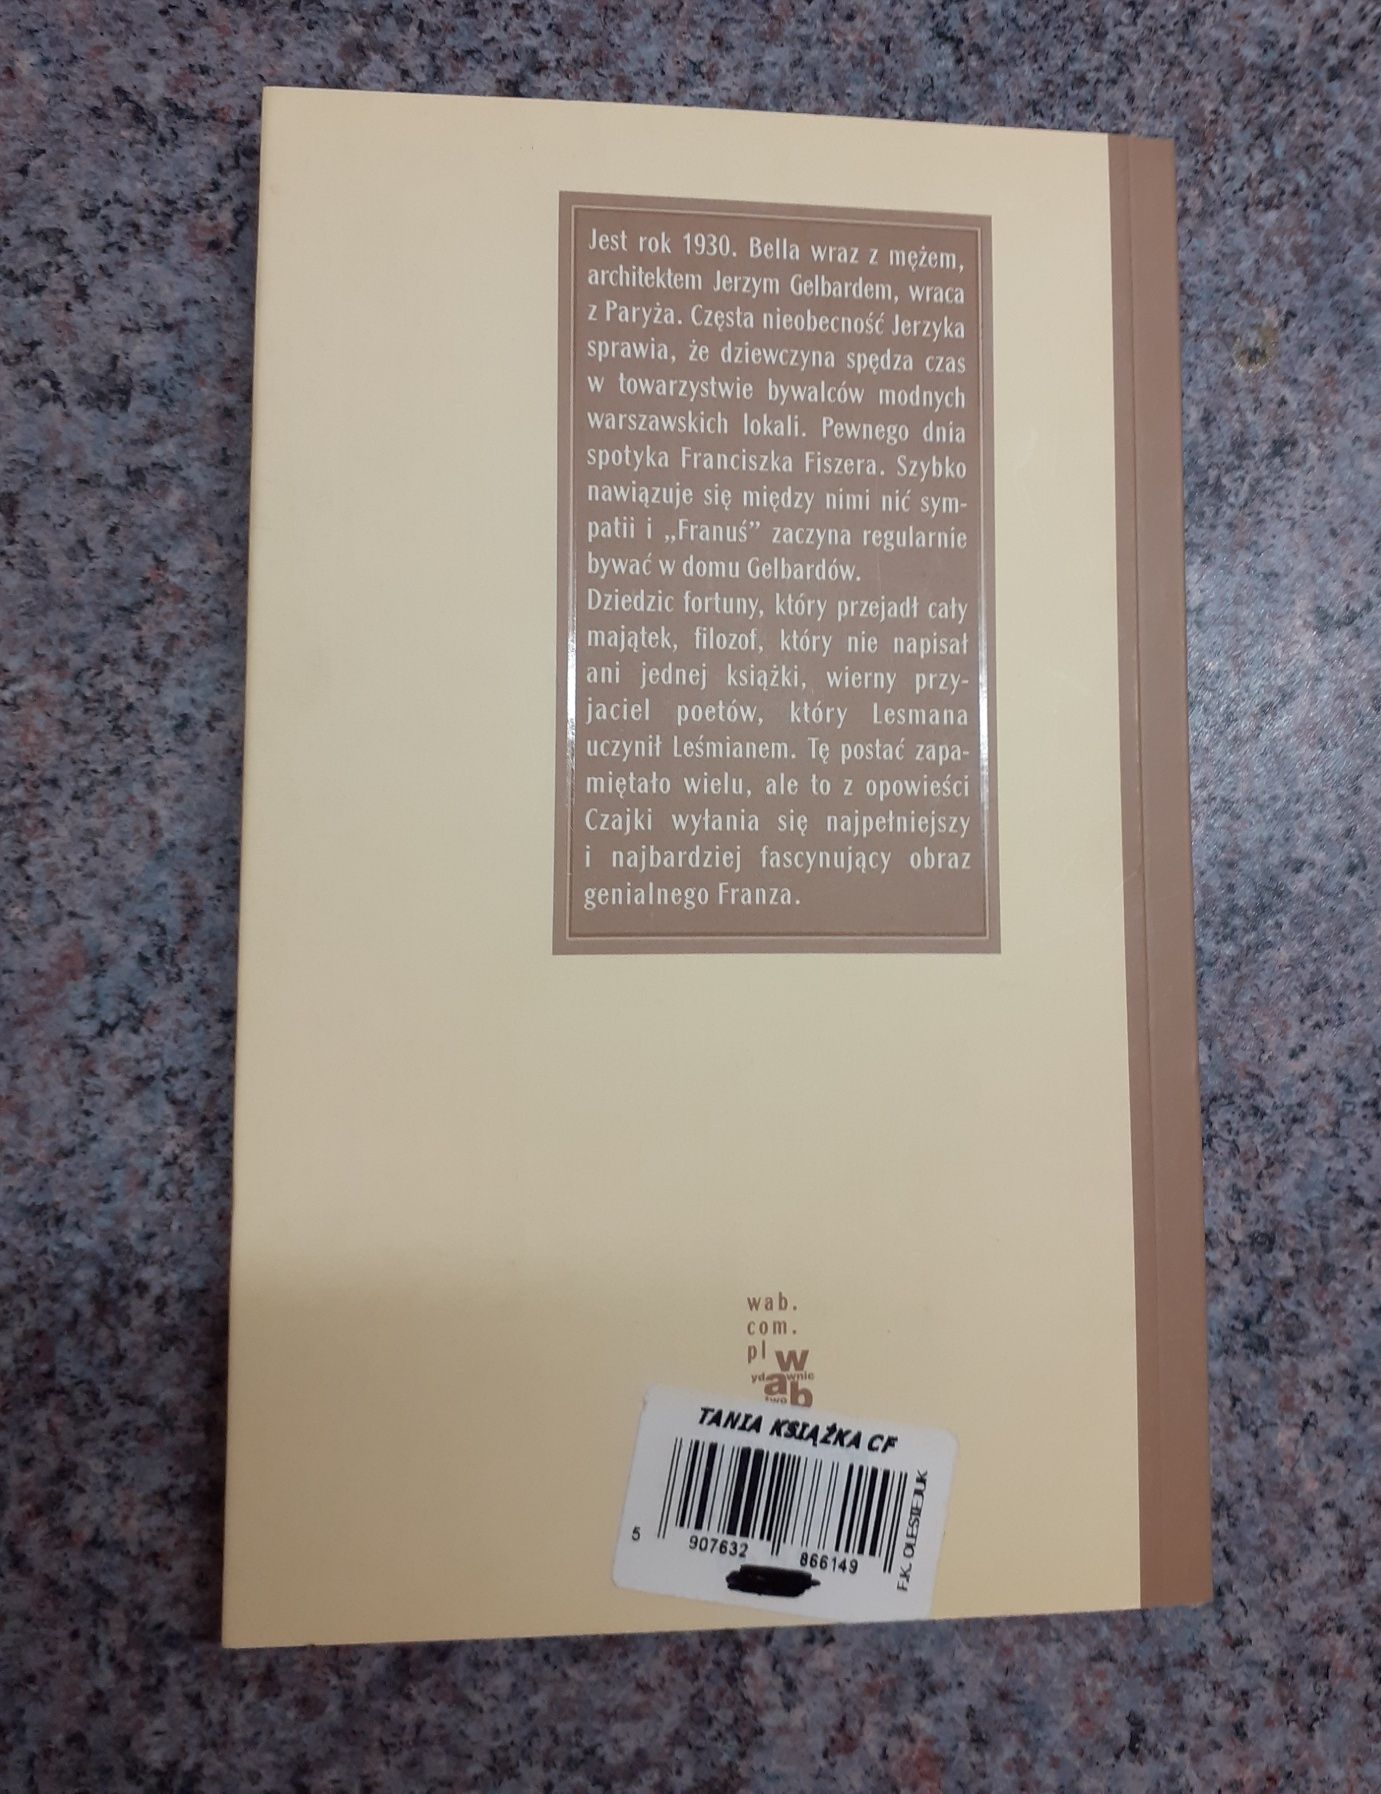 Jest rok 1930. Bella wraz z mężem,
architektem Jerzym Gelbardem, wraca
z Paryża. Częsta nieobecność Jerzyka
sprawia, że dziewczyna spędza czas
w towarzystwie bywalców modnych
warszawskich lokali. Pewnego dnia
spotyka Franciszka Fiszera. Szybko
nawiązuje się między nimi nić sym-
patii i „Franuś” zaczyna regularnie
bywać w domu Gelbardów.
Dziedzic fortuny, który przejadł cały
majątek, filozof, który nie napisał
ani jednej książki, wierny przy-
jaciel poetów, który Lesmana
uczynił Leśmianem. Tę postać zapa-
miętało wielu, ale to z opowieści
Czajki wyłania się najpełniejszy
i najbardziej fascynujący obraz
genialnego Franza.
wab.
com.
pl
w
ydawnic
ab
two
TANIA KSIĄŻKA CF
5 907632 866149
F.K. OLESIEJUK